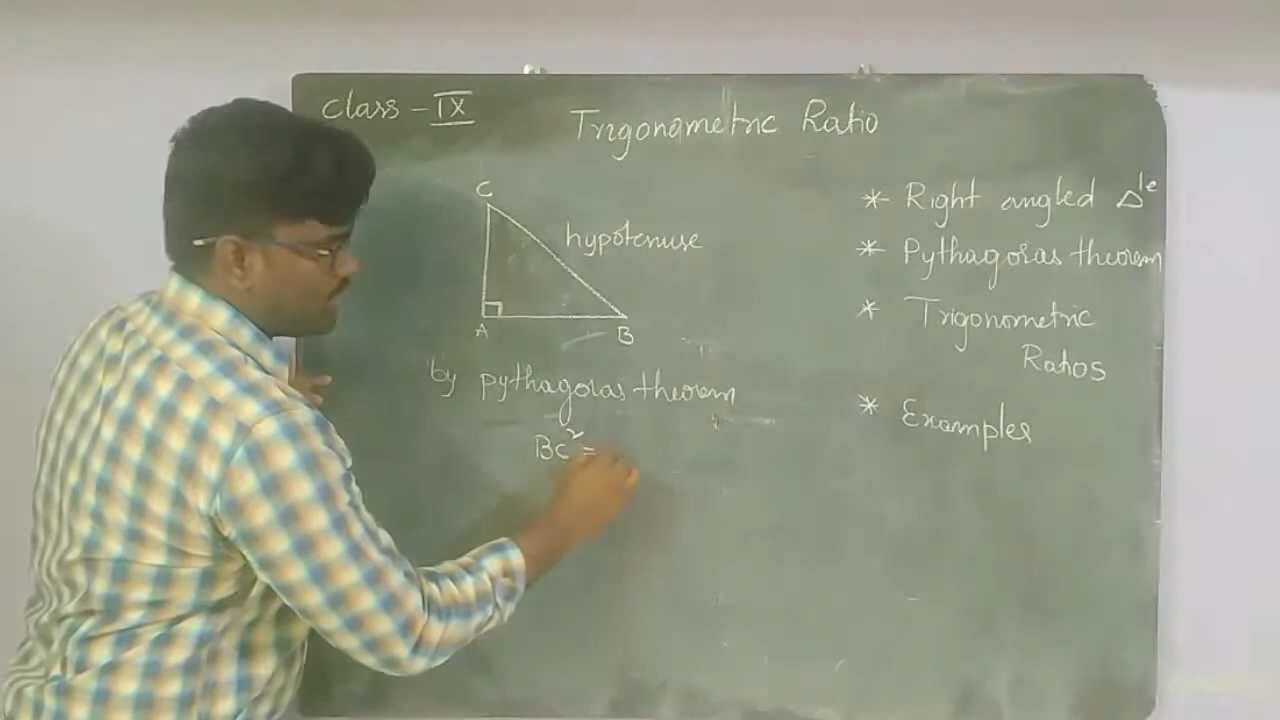 Class - IX
Trigonometric Ratio
C
hypotenuse
A
B
by pythagoras theorem
BC² =
* Right angled Δle
* Pythagoras theorem
* Trigonometric
Ratios
* Examples